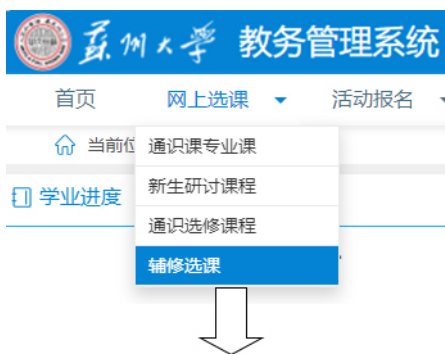 苏州大学 教务管理系统
首页 网上选课 活动报名
当前位
通识课专业课
新生研讨课程
学业进度
通识选修课程
辅修选课